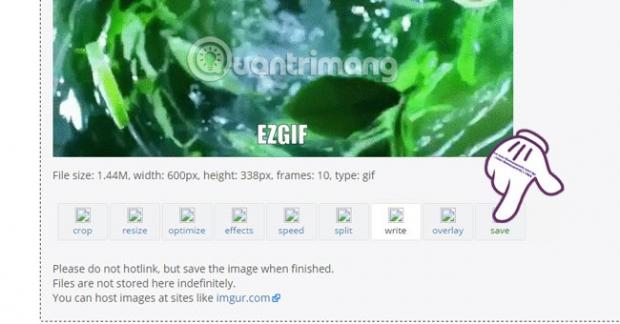 Quantrimang
EZGIF
File size: 1.44M, width: 600px, height: 338px, frames: 10, type: gif
crop resize optimize effects speed split write overlay save
Please do not hotlink, but save the image when finished.
Files are not stored here indefinitely.
You can host images at sites like imgur.com